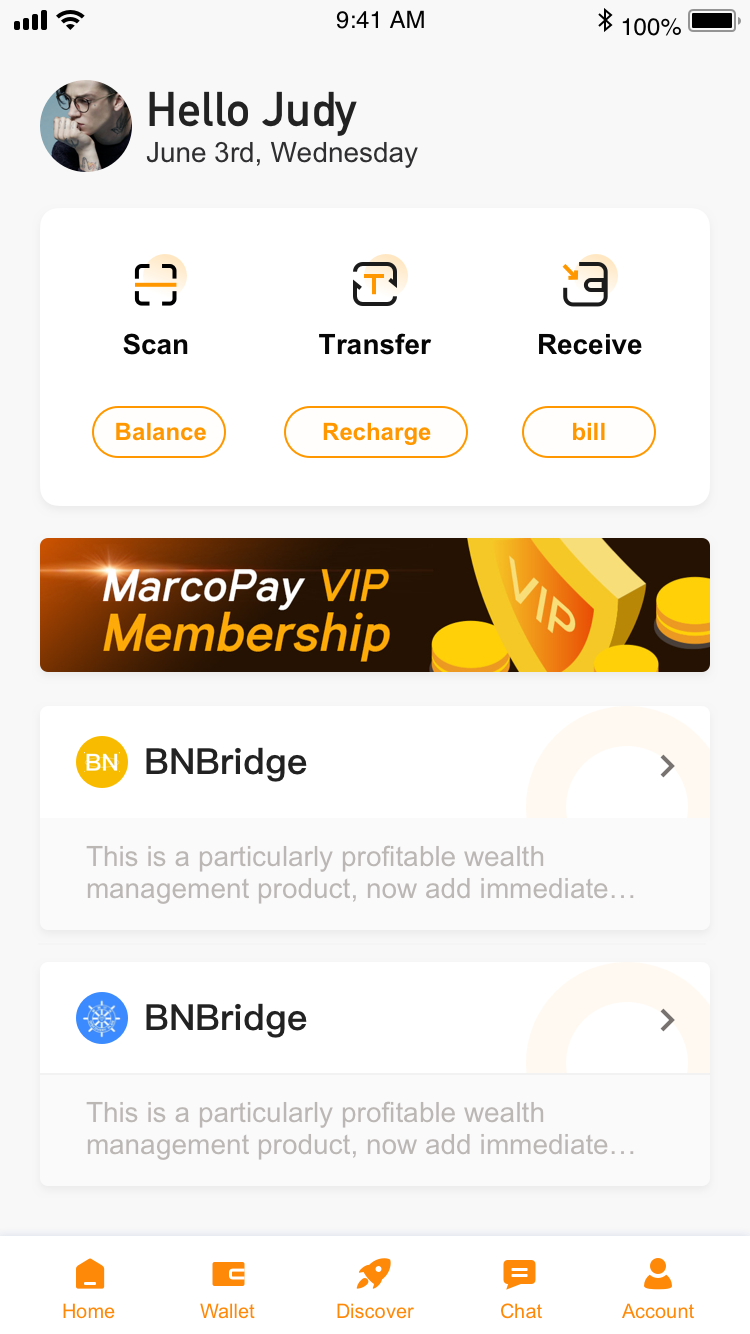 9:41 AM
100%
Hello Judy
June 3rd, Wednesday
T
Scan
Transfer
Receive
Balance
Recharge
bill
MarcoPay VIP
Membership
VIP
BN
BNBridge
This is a particularly profitable wealth
management product, now add immediate…
BNBridge
This is a particularly profitable wealth
management product, now add immediate…
Home
Wallet
Discover
Chat
Account